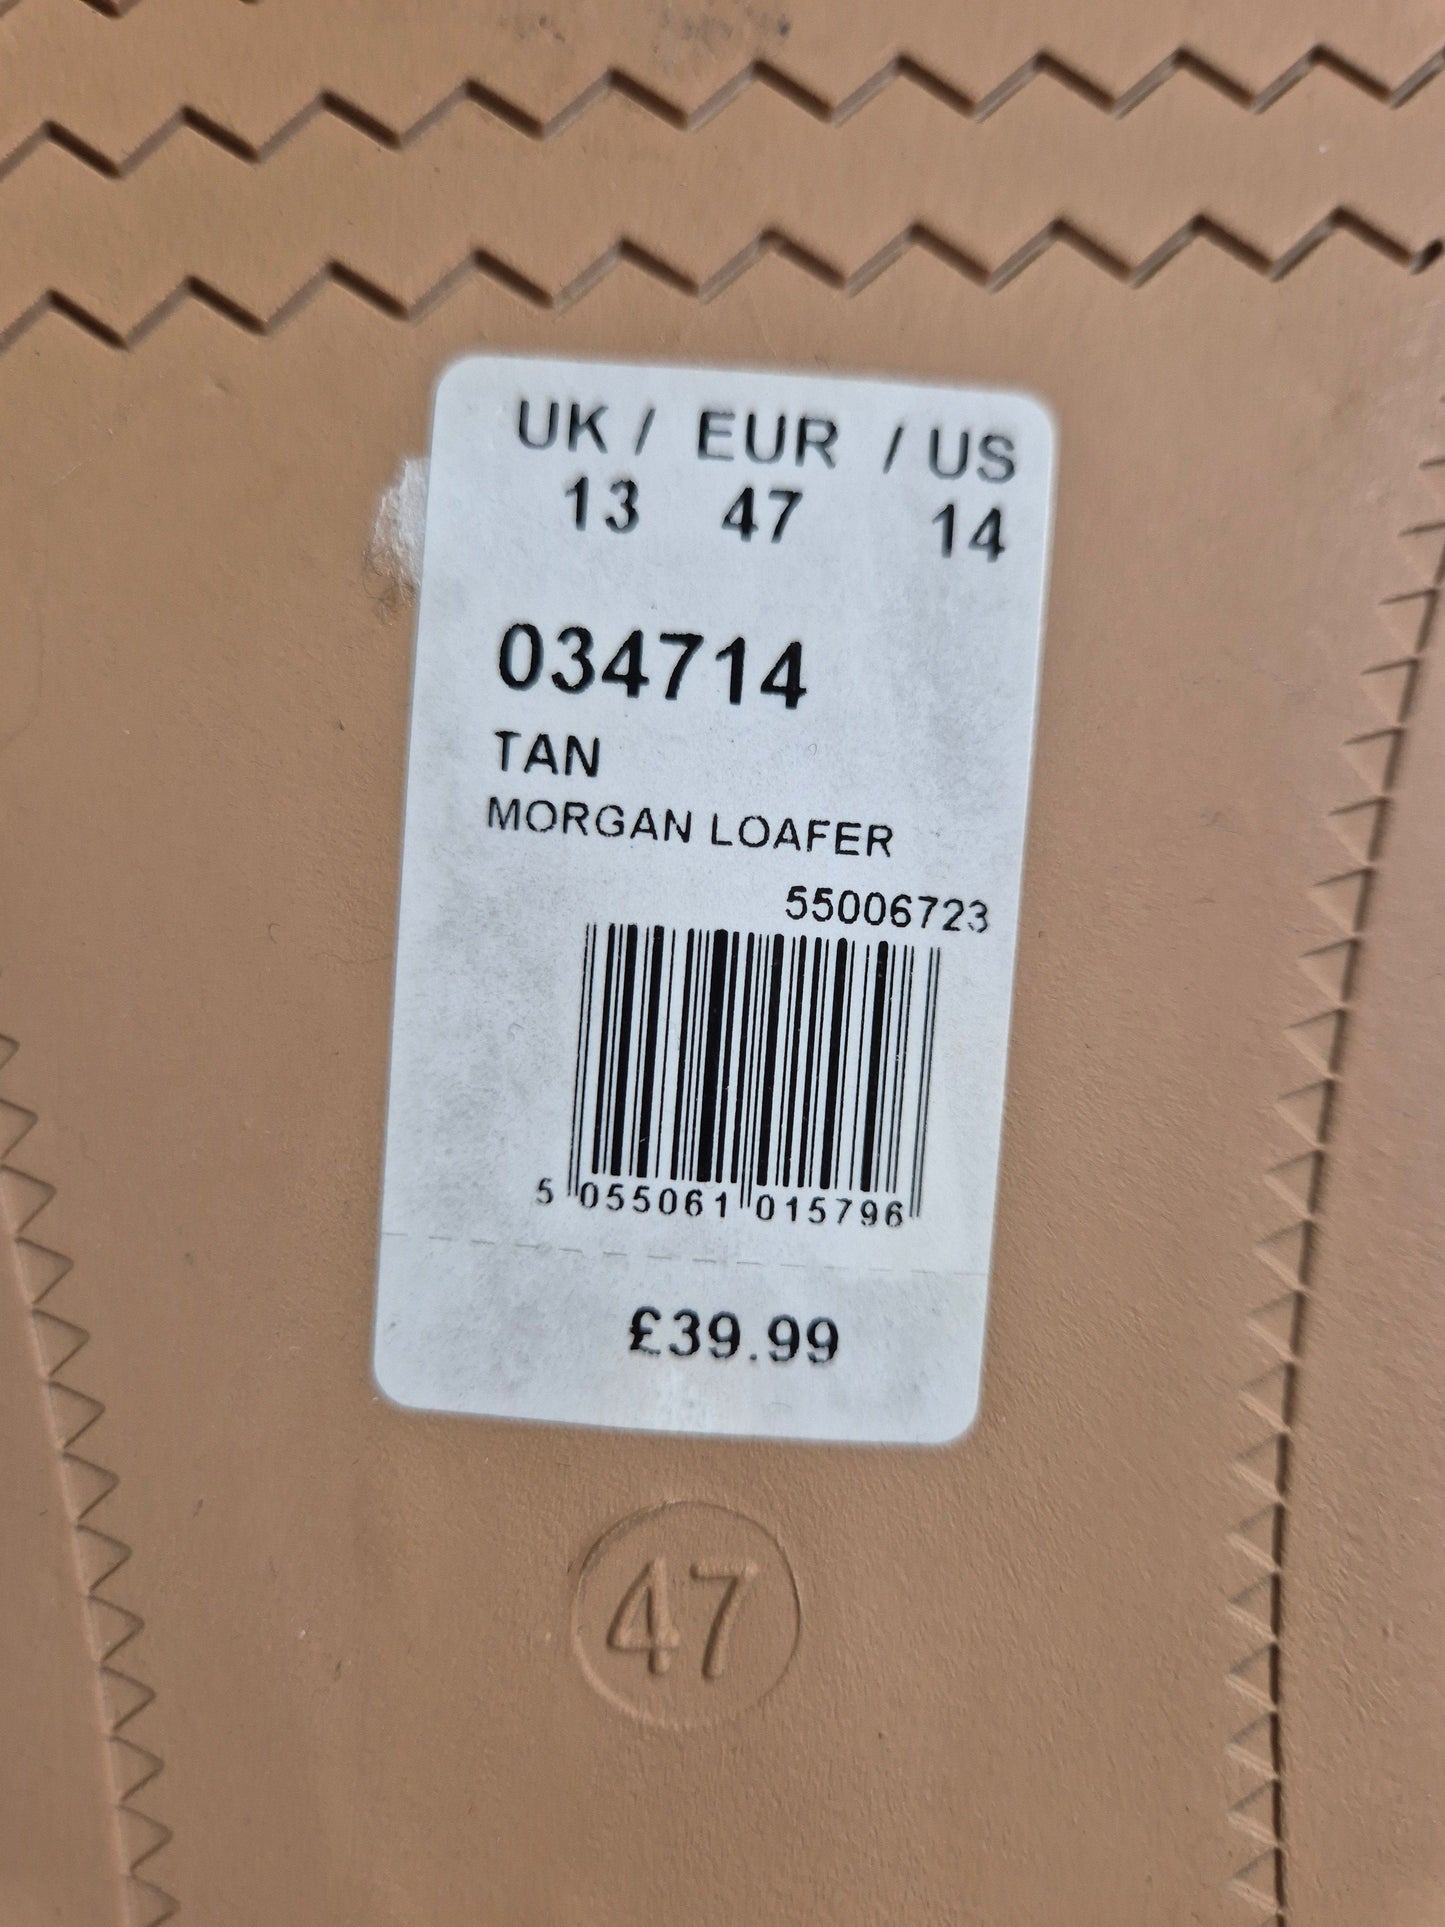 UK / EUR / US
13 47 14
034714
TAN
MORGAN LOAFER
55006723
5 055061 015796
£39.99
47